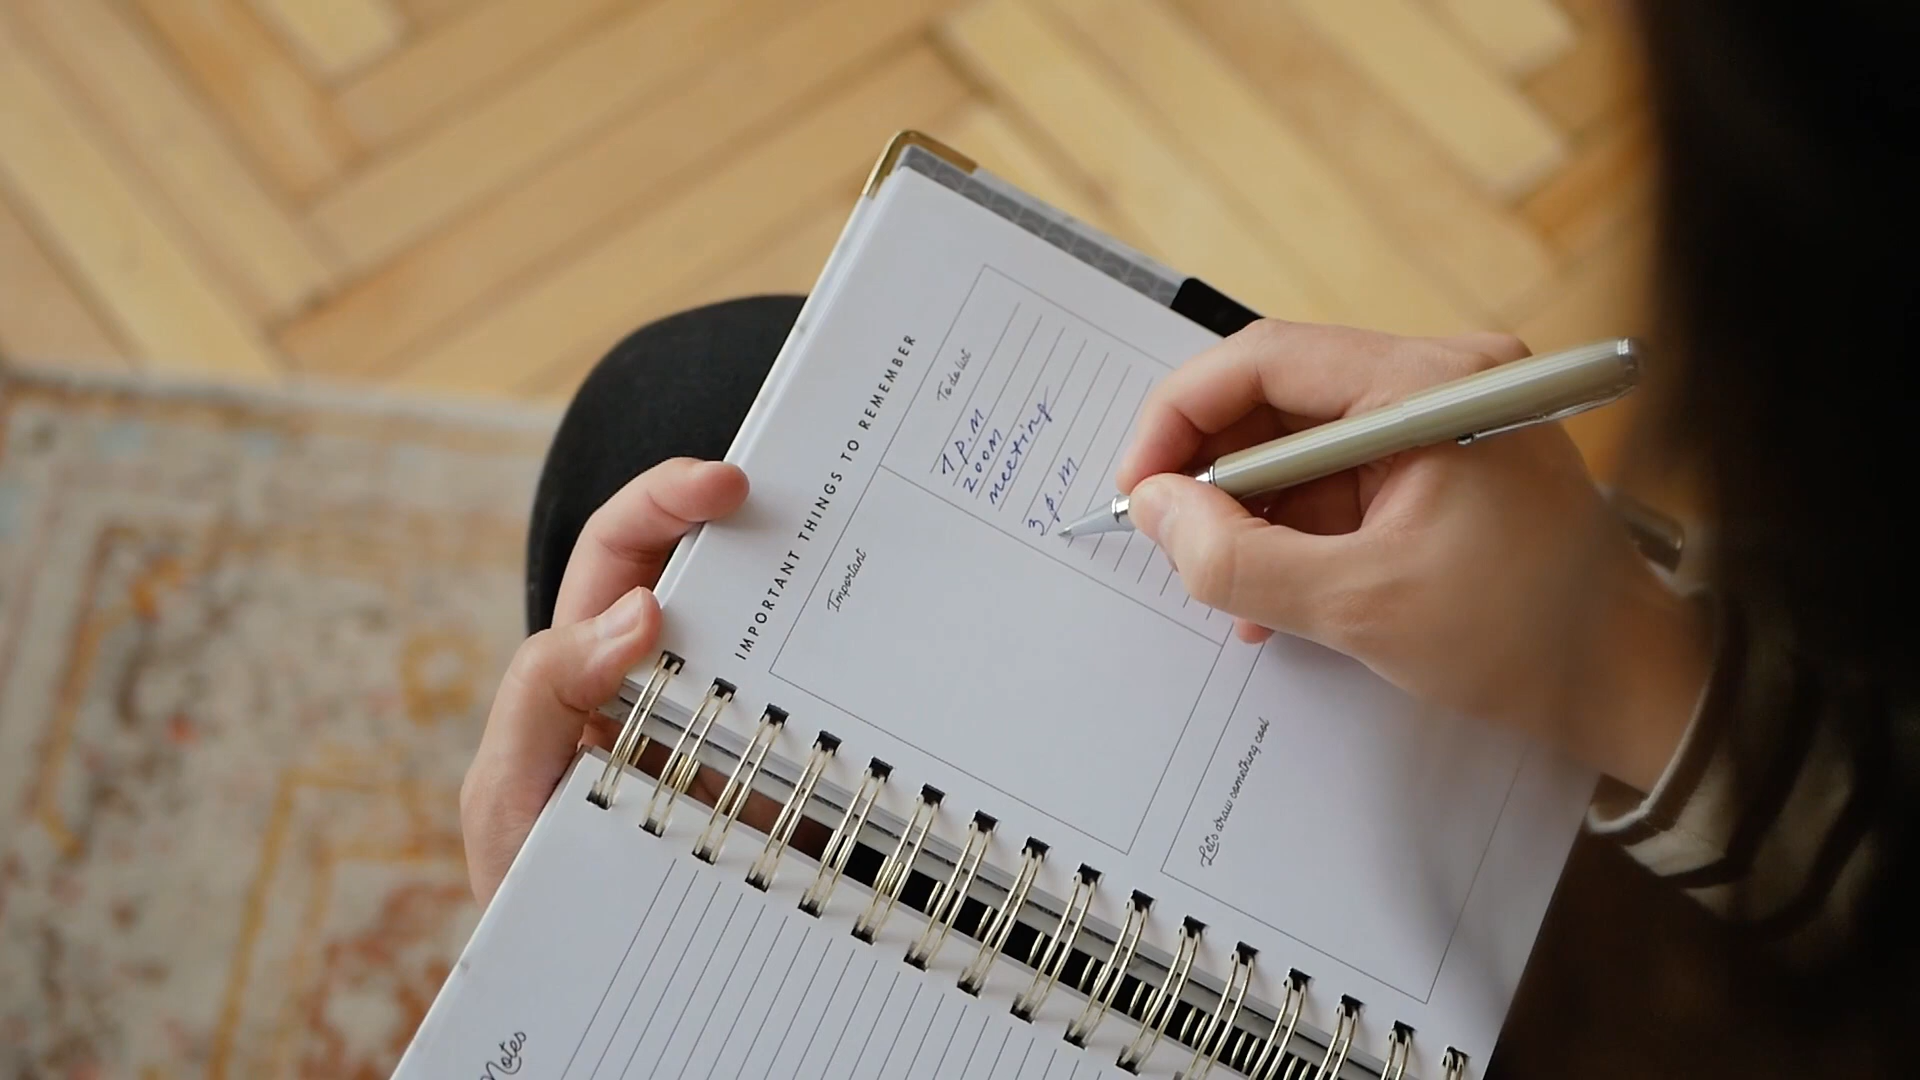 IMPORTANT THINGS TO REMEMBER
To do list
1 p.m
zoom
meeting
3 p.m
Important
Let's draw something cool
Notes